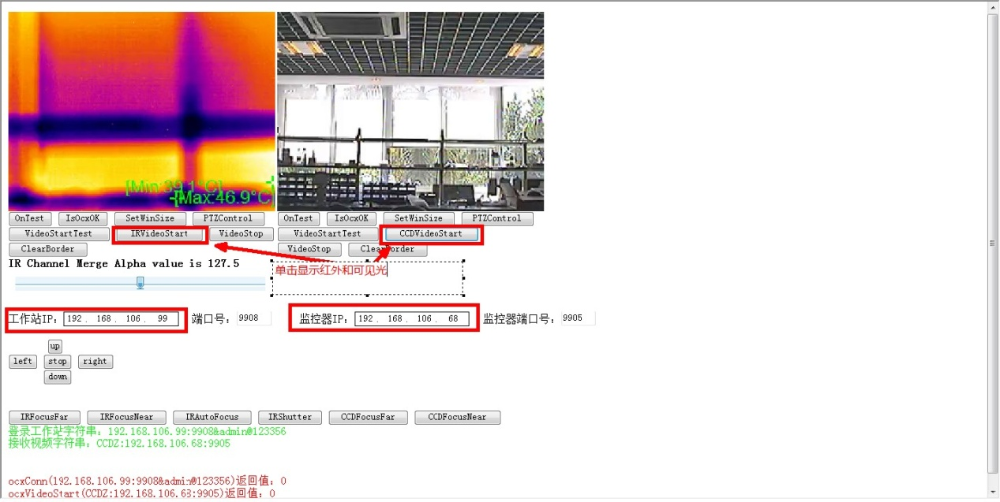 [Min:39.1°C]
[Max:46.9°C]
OnTest IsOcxOK SetWinSize PTZControl OnTest IsOcxOK SetWinSize PTZControl
VideoStartTest IRVideoStart VideoStop VideoStartTest CCDVideoStart
ClearBorder VideoStop ClearBorder
IR Channel Merge Alpha value is 127.5
单击显示红外和可见光
工作站IP: 192 . 168 . 106 . 99 端口号: 9908 监控器IP: 192 . 168 . 106 . 68 监控器端口号: 9905
up
left stop right
down
IRFocusFar IRFocusNear IRAutoFocus IRShutter CCDFocusFar CCDFocusNear
登录工作站字符串: 192.168.106.99:9908&admin@123356
接收视频字符串: CCDZ:192.168.106.68:9905
ocxConn(192.168.106.99:9908&admin@123356)返回值: 0
ocxVideoStart(CCDZ:192.168.106.68:9905)返回值: 0